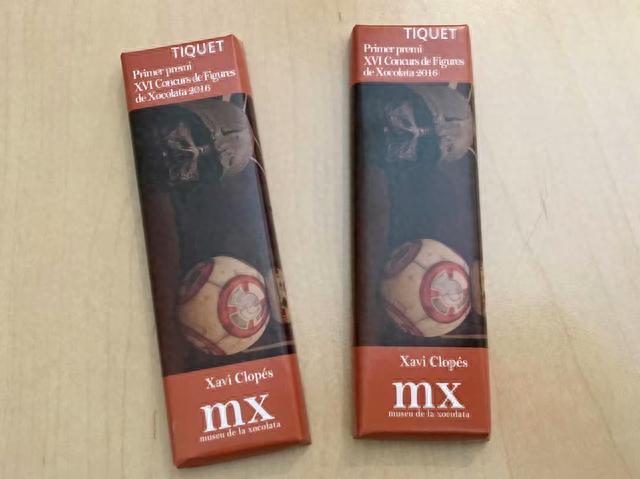 TIQUET
Primer premi
XVI Concurs de Figures
de Xocolata 2016
Xavi Clopés
mx
museu de la xocolata
TIQUET
Primer premi
XVI Concurs de Figures
de Xocolata 2016
Xavi Clopés
mx
museu de la xocolata